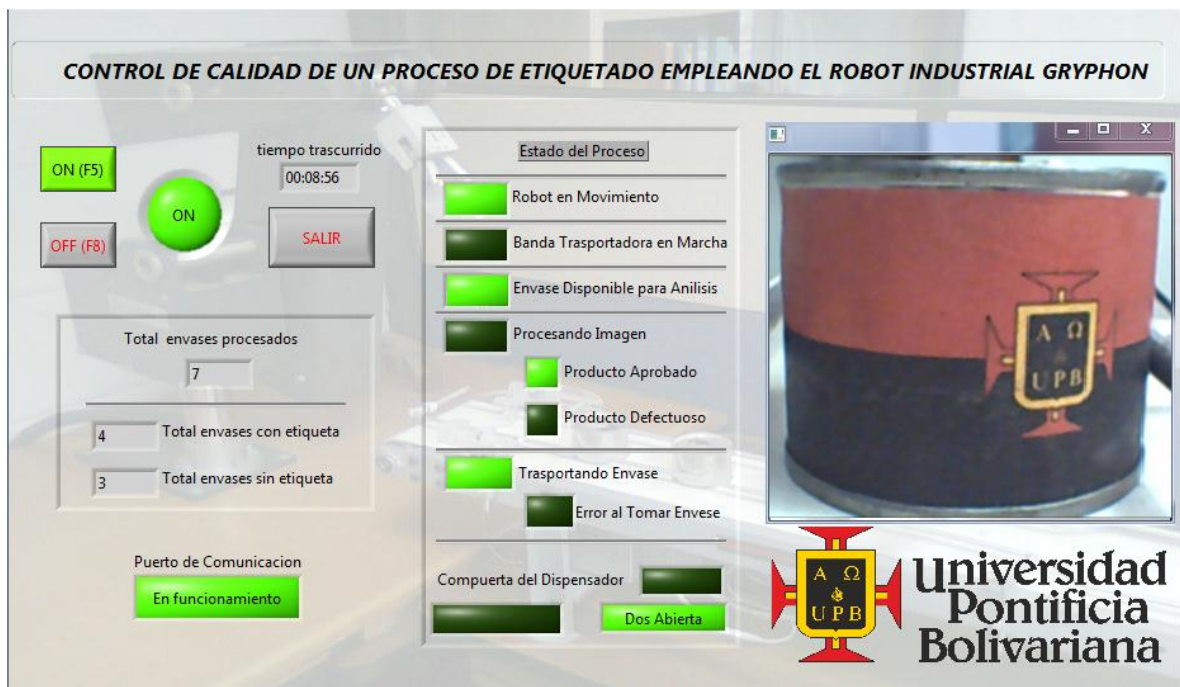 CONTROL DE CALIDAD DE UN PROCESO DE ETIQUETADO EMPLEANDO EL ROBOT INDUSTRIAL GRYPHON
ON (F5)
OFF (F8)
ON
tiempo trascurrido
00:08:56
SALIR
Total envases procesados
7
4 Total envases con etiqueta
3 Total envases sin etiqueta
Puerto de Comunicacion
En funcionamiento
Estado del Proceso
Robot en Movimiento
Banda Trasportadora en Marcha
Envase Disponible para Anilisis
Procesando Imagen
Producto Aprobado
Producto Defectuoso
Trasportando Envase
Error al Tomar Envese
Compuerta del Dispensador
Dos Abierta
X
Α Ω
UPB
Α Ω
UPB
Universidad
Pontificia
Bolivariana